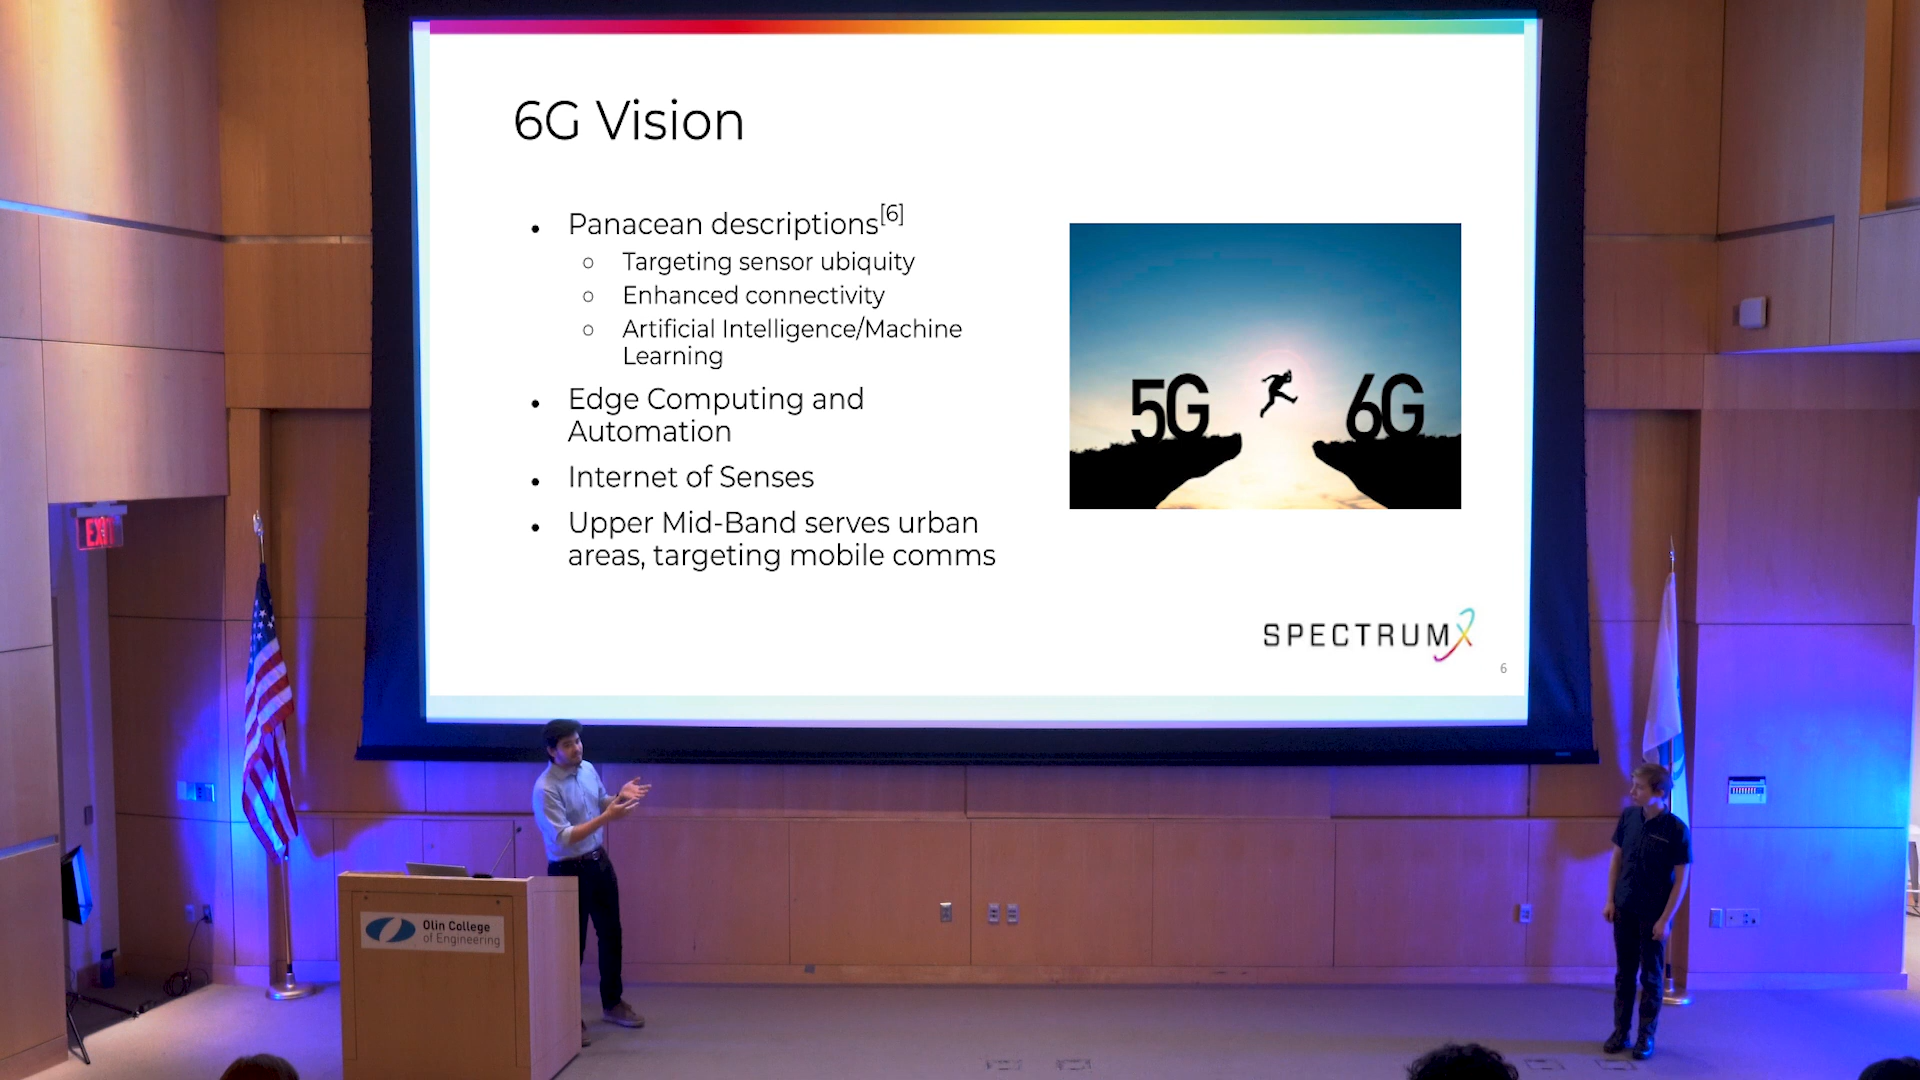 6G Vision
• Panacean descriptions[6]
○ Targeting sensor ubiquity
○ Enhanced connectivity
○ Artificial Intelligence/Machine
Learning
• Edge Computing and
Automation
• Internet of Senses
• Upper Mid-Band serves urban
areas, targeting mobile comms
5G 6G
SPECTRUMX
6
EXIT
Olin College
of Engineering